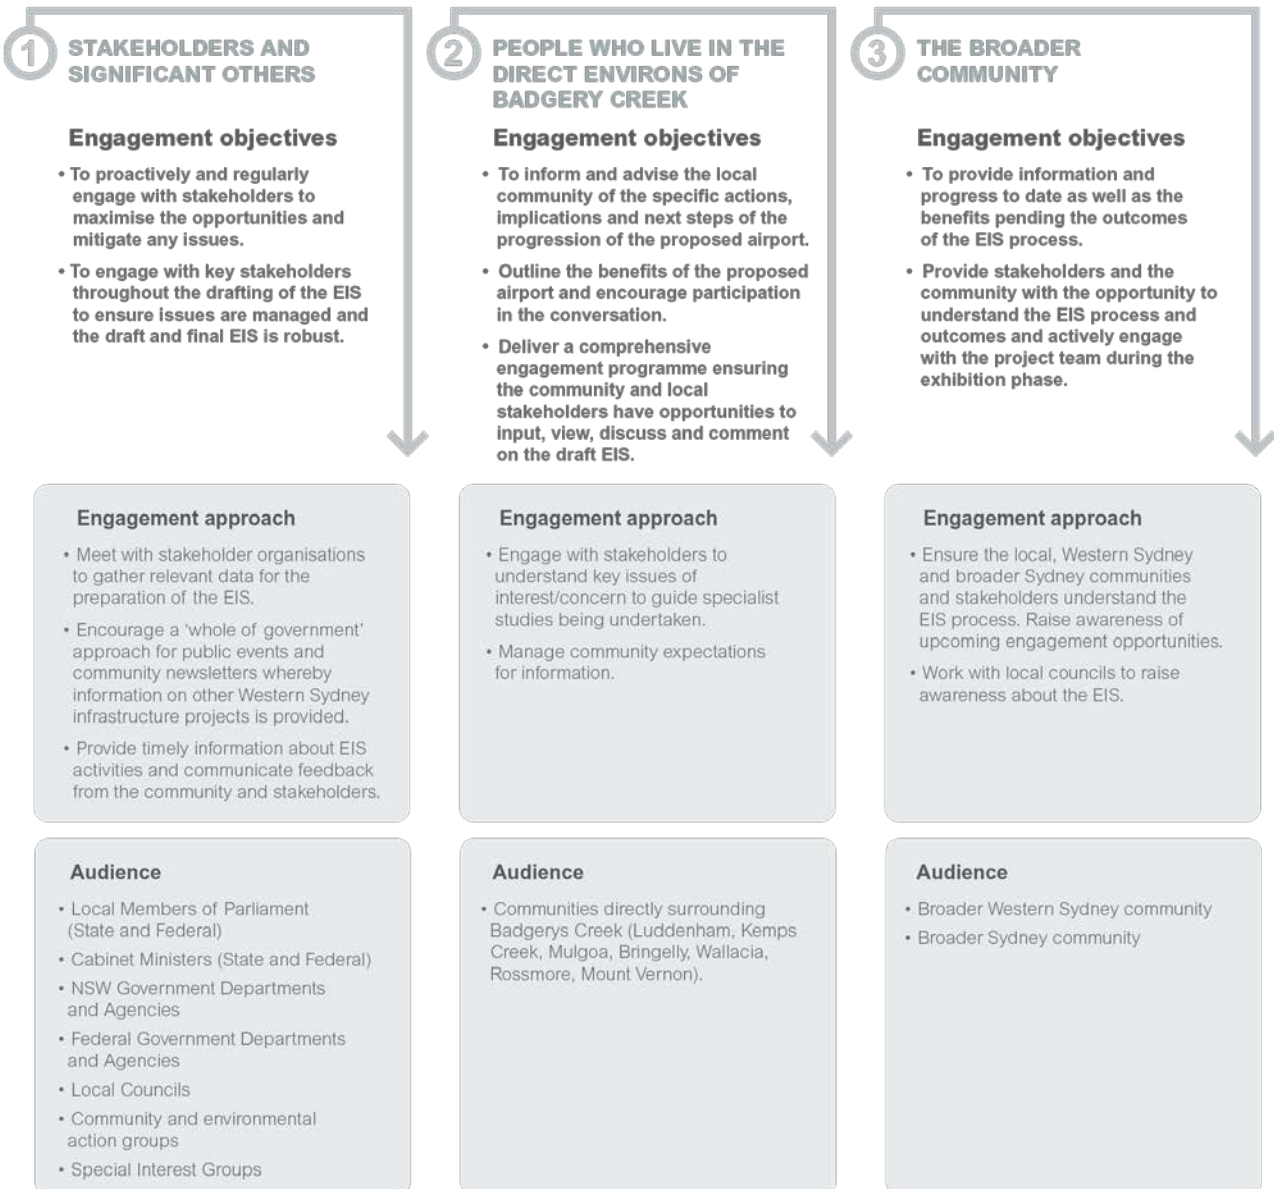 1
STAKEHOLDERS AND
SIGNIFICANT OTHERS
Engagement objectives
• To proactively and regularly
engage with stakeholders to
maximise the opportunities and
mitigate any issues.
• To engage with key stakeholders
throughout the drafting of the EIS
to ensure issues are managed and
the draft and final EIS is robust.
Engagement approach
• Meet with stakeholder organisations
to gather relevant data for the
preparation of the EIS.
• Encourage a ‘whole of government’
approach for public events and
community newsletters whereby
information on other Western Sydney
infrastructure projects is provided.
• Provide timely information about EIS
activities and communicate feedback
from the community and stakeholders.
Audience
• Local Members of Parliament
(State and Federal)
• Cabinet Ministers (State and Federal)
• NSW Government Departments
and Agencies
• Federal Government Departments
and Agencies
• Local Councils
• Community and environmental
action groups
• Special Interest Groups
2
PEOPLE WHO LIVE IN THE
DIRECT ENVIRONS OF
BADGERY CREEK
Engagement objectives
• To inform and advise the local
community of the specific actions,
implications and next steps of the
progression of the proposed airport.
• Outline the benefits of the proposed
airport and encourage participation
in the conversation.
• Deliver a comprehensive
engagement programme ensuring
the community and local
stakeholders have opportunities to
input, view, discuss and comment
on the draft EIS.
Engagement approach
• Engage with stakeholders to
understand key issues of
interest/concern to guide specialist
studies being undertaken.
• Manage community expectations
for information.
Audience
• Communities directly surrounding
Badgerys Creek (Luddenham, Kemps
Creek, Mulgoa, Bringelly, Wallacia,
Rossmore, Mount Vernon).
3
THE BROADER
COMMUNITY
Engagement objectives
• To provide information and
progress to date as well as the
benefits pending the outcomes
of the EIS process.
• Provide stakeholders and the
community with the opportunity to
understand the EIS process and
outcomes and actively engage
with the project team during the
exhibition phase.
Engagement approach
• Ensure the local, Western Sydney
and broader Sydney communities
and stakeholders understand the
EIS process. Raise awareness of
upcoming engagement opportunities.
• Work with local councils to raise
awareness about the EIS.
Audience
• Broader Western Sydney community
• Broader Sydney community